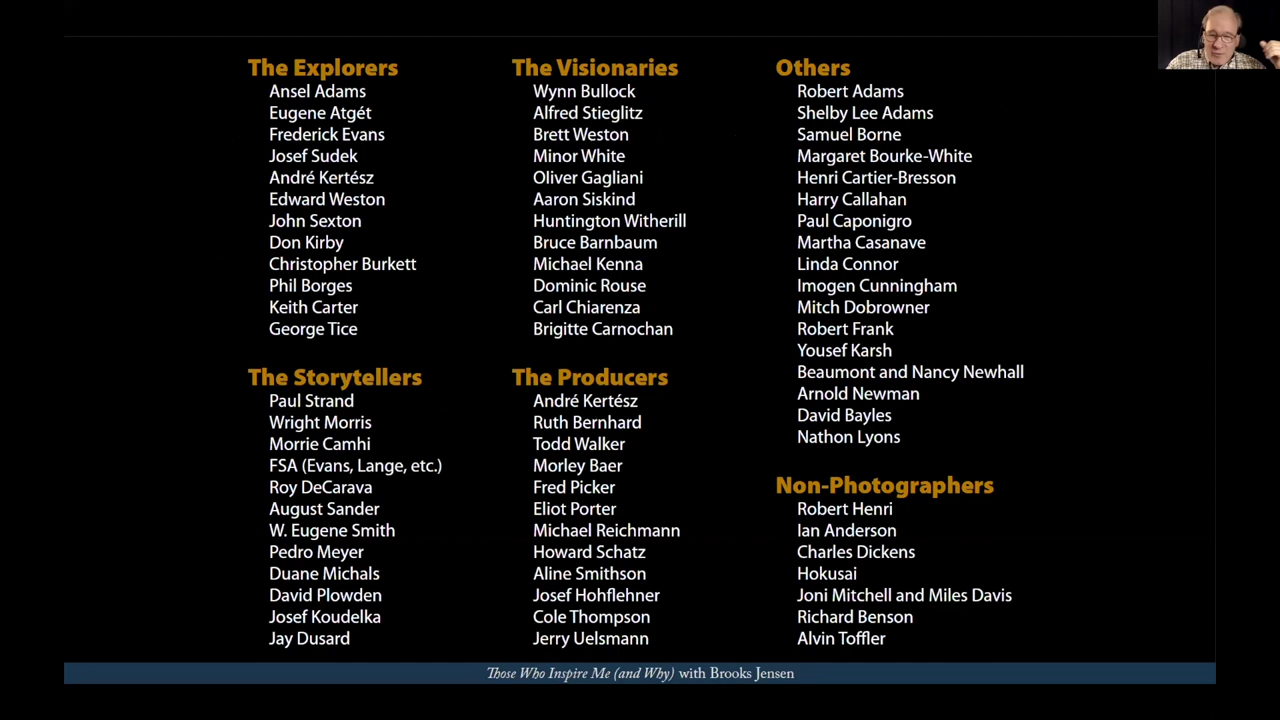 The Explorers
Ansel Adams
Eugene Atgét
Frederick Evans
Josef Sudek
André Kertész
Edward Weston
John Sexton
Don Kirby
Christopher Burkett
Phil Borges
Keith Carter
George Tice
The Storytellers
Paul Strand
Wright Morris
Morrie Camhi
FSA (Evans, Lange, etc.)
Roy DeCarava
August Sander
W. Eugene Smith
Pedro Meyer
Duane Michals
David Plowden
Josef Koudelka
Jay Dusard
The Visionaries
Wynn Bullock
Alfred Stieglitz
Brett Weston
Minor White
Oliver Gagliani
Aaron Siskind
Huntington Witherill
Bruce Barnbaum
Michael Kenna
Dominic Rouse
Carl Chiarenza
Brigitte Carnochan
The Producers
André Kertész
Ruth Bernhard
Todd Walker
Morley Baer
Fred Picker
Eliot Porter
Michael Reichmann
Howard Schatz
Aline Smithson
Josef Hohflehner
Cole Thompson
Jerry Uelsmann
Others
Robert Adams
Shelby Lee Adams
Samuel Borne
Margaret Bourke-White
Henri Cartier-Bresson
Harry Callahan
Paul Caponigro
Martha Casanave
Linda Connor
Imogen Cunningham
Mitch Dobrowner
Robert Frank
Yousef Karsh
Beaumont and Nancy Newhall
Arnold Newman
David Bayles
Nathon Lyons
Non-Photographers
Robert Henri
Ian Anderson
Charles Dickens
Hokusai
Joni Mitchell and Miles Davis
Richard Benson
Alvin Toffler
Those Who Inspire Me (and Why) with Brooks Jensen